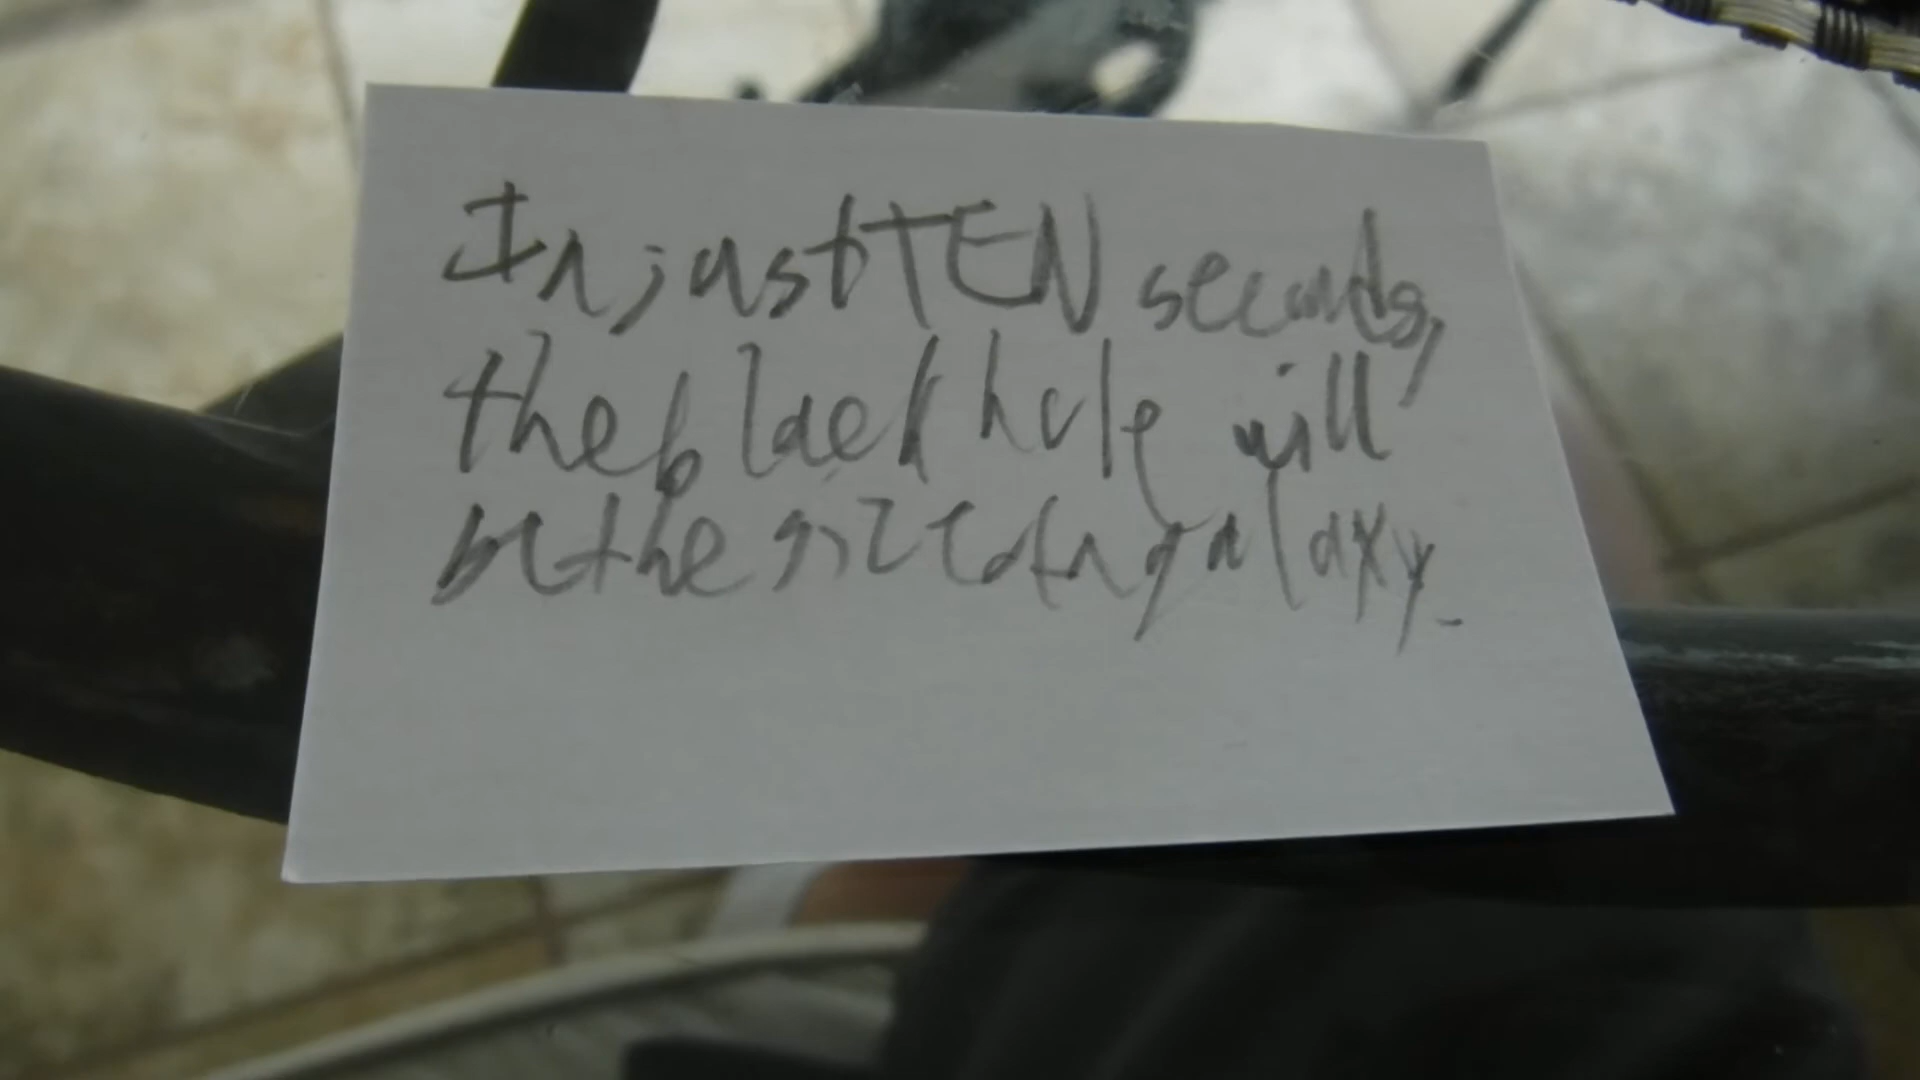 In just TEN seconds,
the black hole will
be the size of a galaxy.